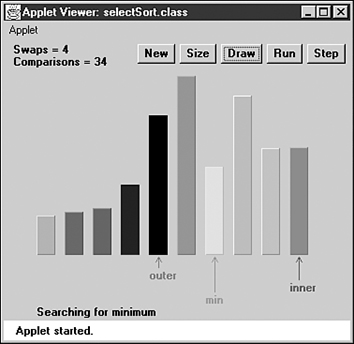 Applet Viewer: selectSort.class
Applet
Swaps = 4
Comparisons = 34
New Size Draw Run Step
outer
min
inner
Searching for minimum
Applet started.